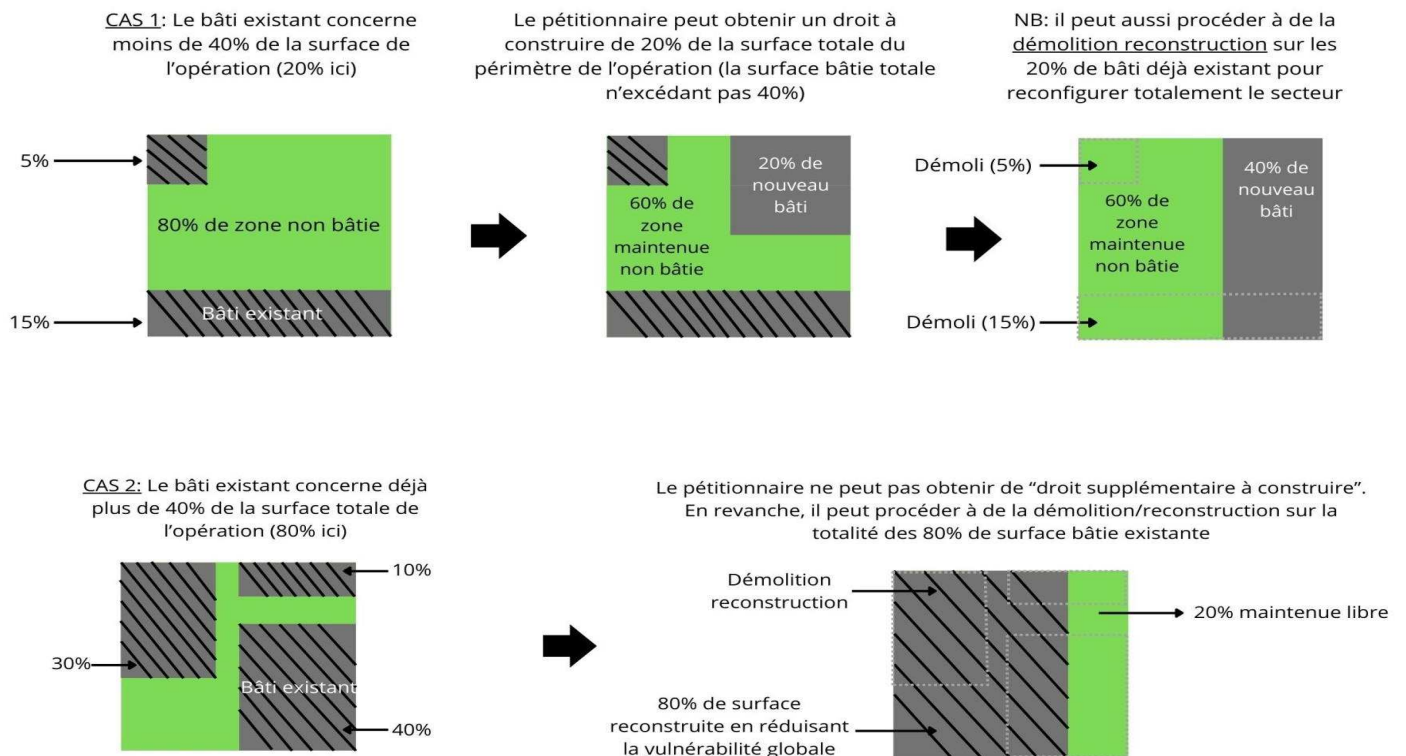 CAS 1: Le bâti existant concerne
moins de 40% de la surface de
l'opération (20% ici)
5%
80% de zone non bâtie
Bâti existant
15%
Le pétitionnaire peut obtenir un droit à
construire de 20% de la surface totale du
périmètre de l'opération (la surface bâtie totale
n'excédant pas 40%)
20% de
nouveau
bâti
60% de
zone
maintenue
non bâtie
NB: il peut aussi procéder à de la
démolition reconstruction sur les
20% de bâti déjà existant pour
reconfigurer totalement le secteur
Démoli (5%)
40% de
nouveau
bâti
60% de
zone
maintenue
non bâtie
Démoli (15%)
CAS 2: Le bâti existant concerne déjà
plus de 40% de la surface totale de
l'opération (80% ici)
10%
30%
Bâti existant
40%
Le pétitionnaire ne peut pas obtenir de “droit supplémentaire à construire”.
En revanche, il peut procéder à de la démolition/reconstruction sur la
totalité des 80% de surface bâtie existante
Démolition
reconstruction
20% maintenue libre
80% de surface
reconstruite en réduisant
la vulnérabilité globale